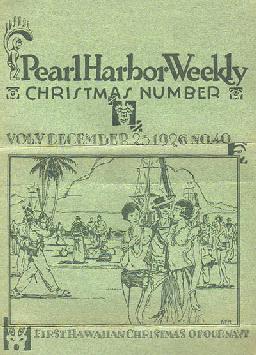 Pearl Harbor Weekly
CHRISTMAS NUMBER
VOL.V DECEMBER 25 1926 NO.40
FIRST HAWAIIAN CHRISTMAS OF OUR NAVY